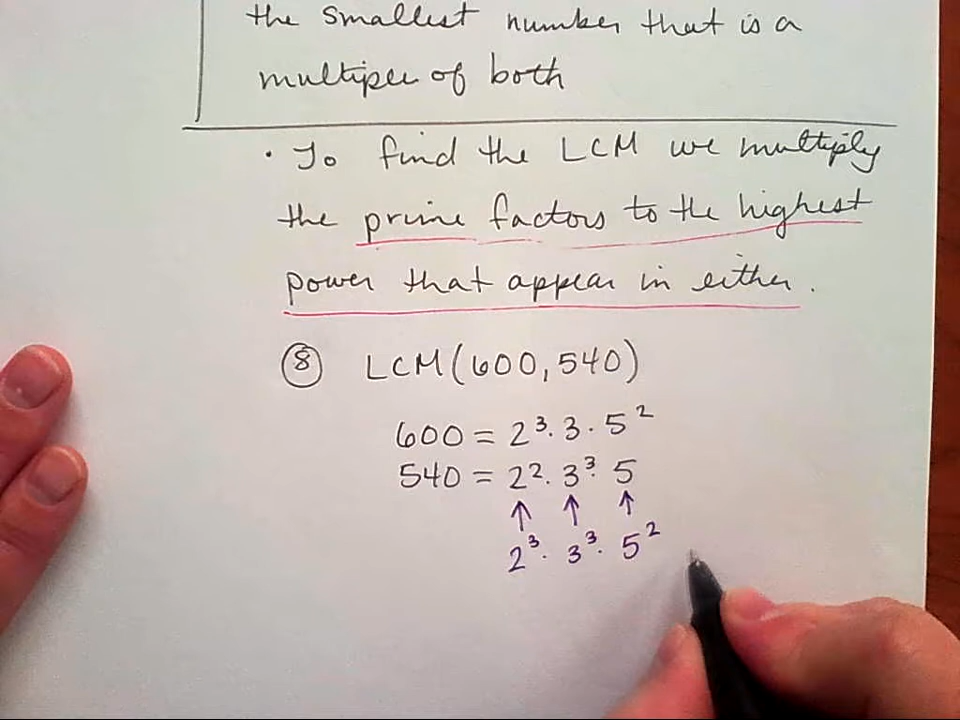 the smallest number that is a
multiple of both
• To find the LCM we multiply
the prime factors to the highest
power that appear in either.
⑧ LCM(600, 540)
600 = 2³ · 3 · 5²
540 = 2² · 3³ · 5
↑ ↑ ↑
2³ · 3³ · 5²